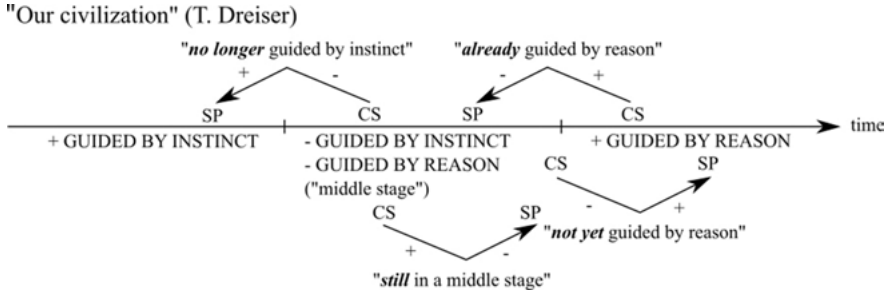 "Our civilization" (T. Dreiser)
"no longer guided by instinct" "already guided by reason"
+ - - +
SP CS SP CS
time
+ GUIDED BY INSTINCT - GUIDED BY INSTINCT + GUIDED BY REASON
- GUIDED BY REASON CS SP
("middle stage")
CS SP - +
"not yet guided by reason"
+ -
"still in a middle stage"